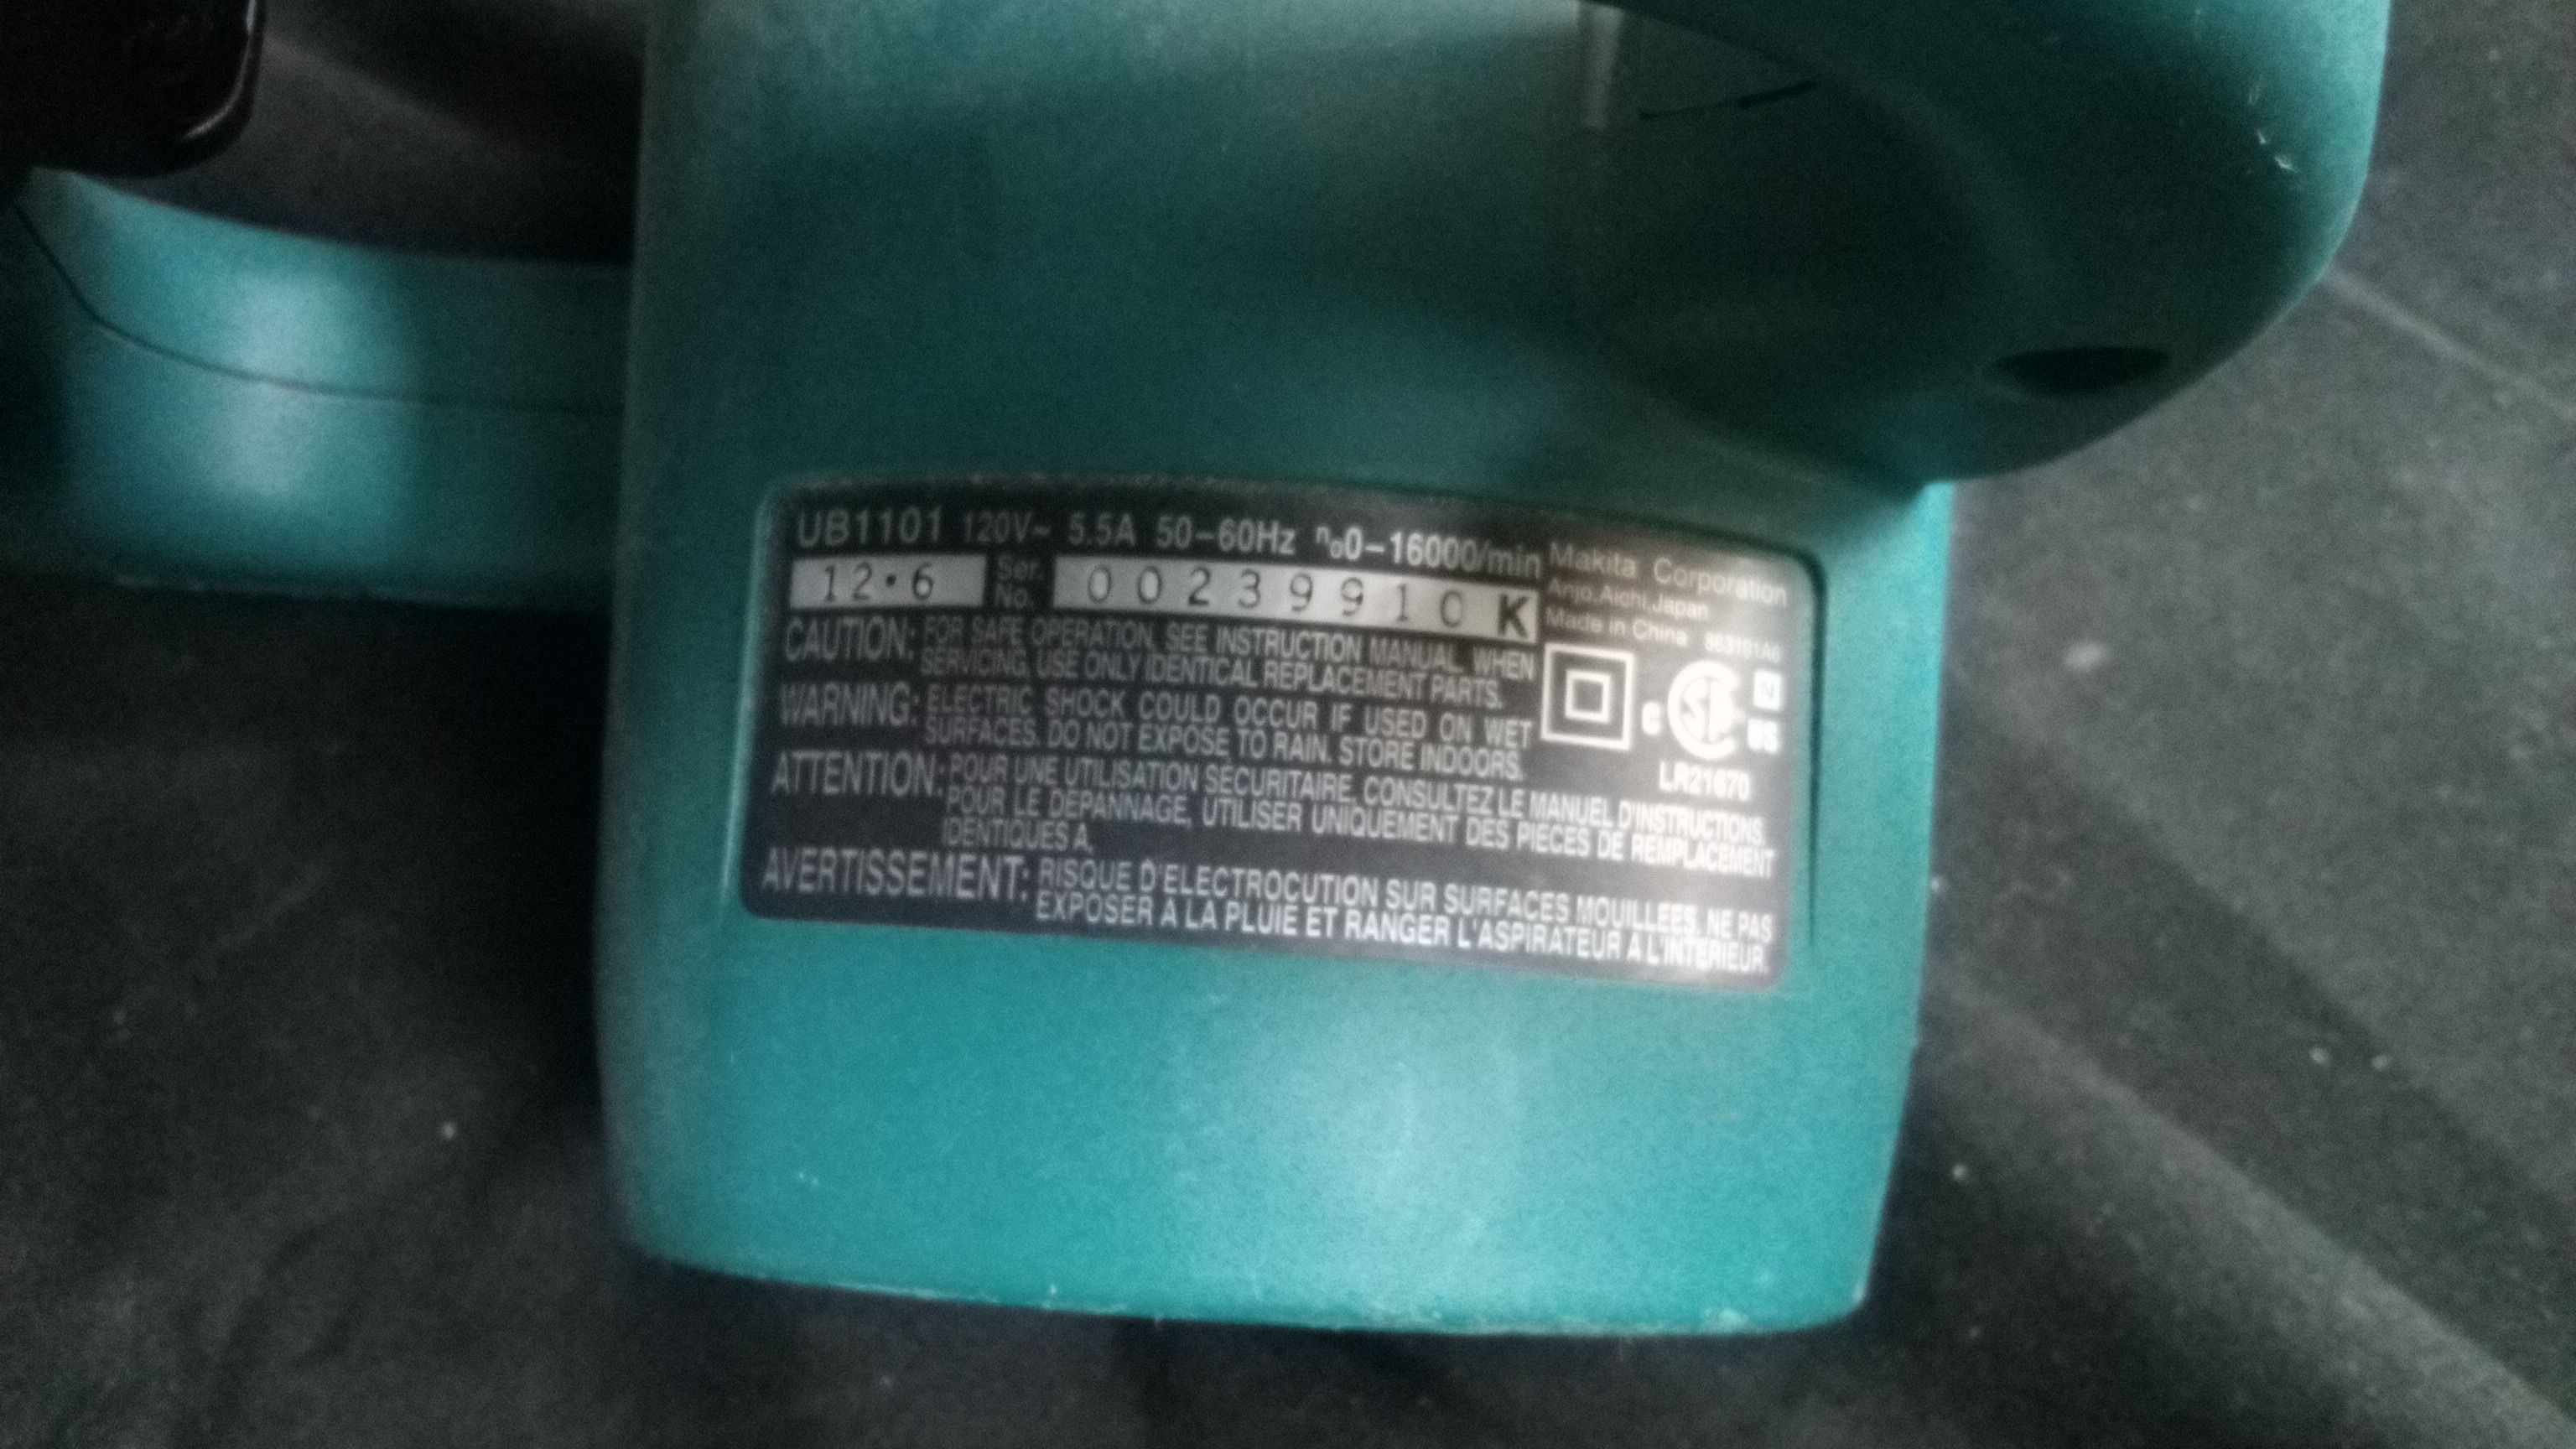 UB1101 120V~ 5.5A 50-60Hz n₀0-16000/min
12•6 Ser. No. 00239910 K
Makita Corporation
Anjo, Aichi, Japan
Made in China 863191A6
CAUTION: FOR SAFE OPERATION, SEE INSTRUCTION MANUAL. WHEN
SERVICING, USE ONLY IDENTICAL REPLACEMENT PARTS.
WARNING: ELECTRIC SHOCK COULD OCCUR IF USED ON WET
SURFACES. DO NOT EXPOSE TO RAIN. STORE INDOORS.
N
C US
LR21670
ATTENTION: POUR UNE UTILISATION SECURITAIRE, CONSULTEZ LE MANUEL D'INSTRUCTIONS.
POUR LE DEPANNAGE, UTILISER UNIQUEMENT DES PIECES DE REMPLACEMENT
IDENTIQUES A.
AVERTISSEMENT: RISQUE D'ELECTROCUTION SUR SURFACES MOUILLEES. NE PAS
EXPOSER A LA PLUIE ET RANGER L'ASPIRATEUR A L'INTERIEUR.